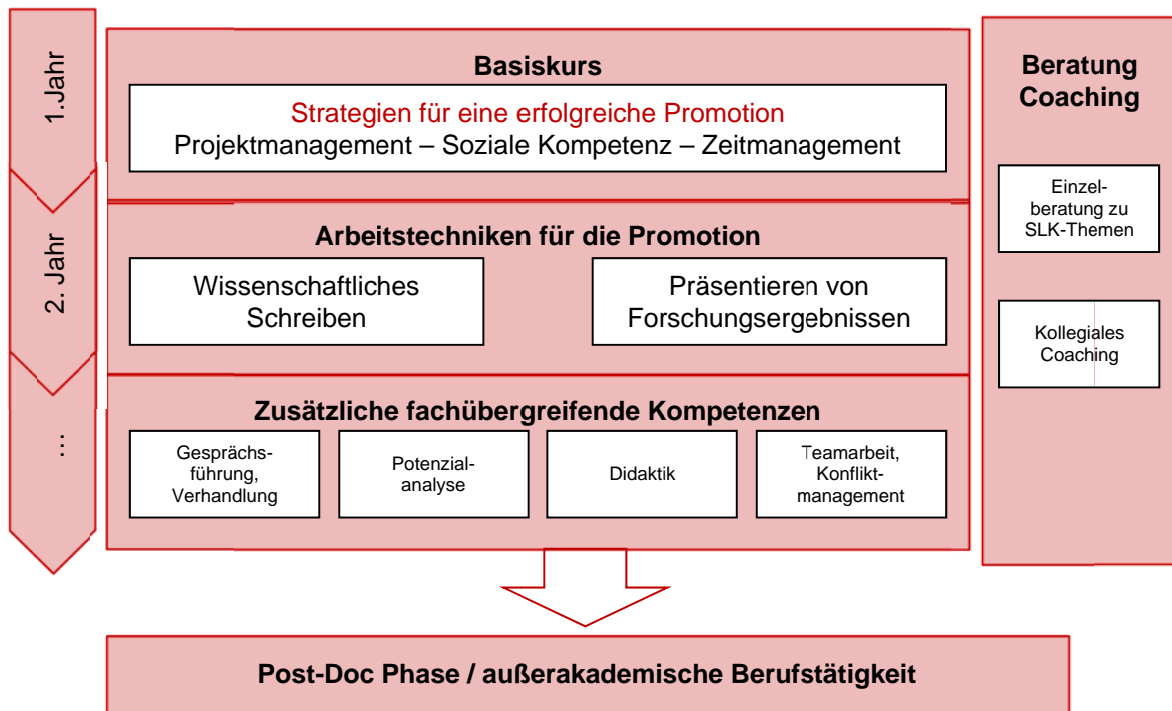 1.Jahr
Basiskurs
Strategien für eine erfolgreiche Promotion
Projektmanagement – Soziale Kompetenz – Zeitmanagement
2. Jahr
Arbeitstechniken für die Promotion
Wissenschaftliches
Schreiben
Präsentieren von
Forschungsergebnissen
…
Zusätzliche fachübergreifende Kompetenzen
Gesprächs-
führung,
Verhandlung
Potenzial-
analyse
Didaktik
Teamarbeit,
Konflikt-
management
Beratung
Coaching
Einzel-
beratung zu
SLK-Themen
Kollegiales
Coaching
Post-Doc Phase / außerakademische Berufstätigkeit